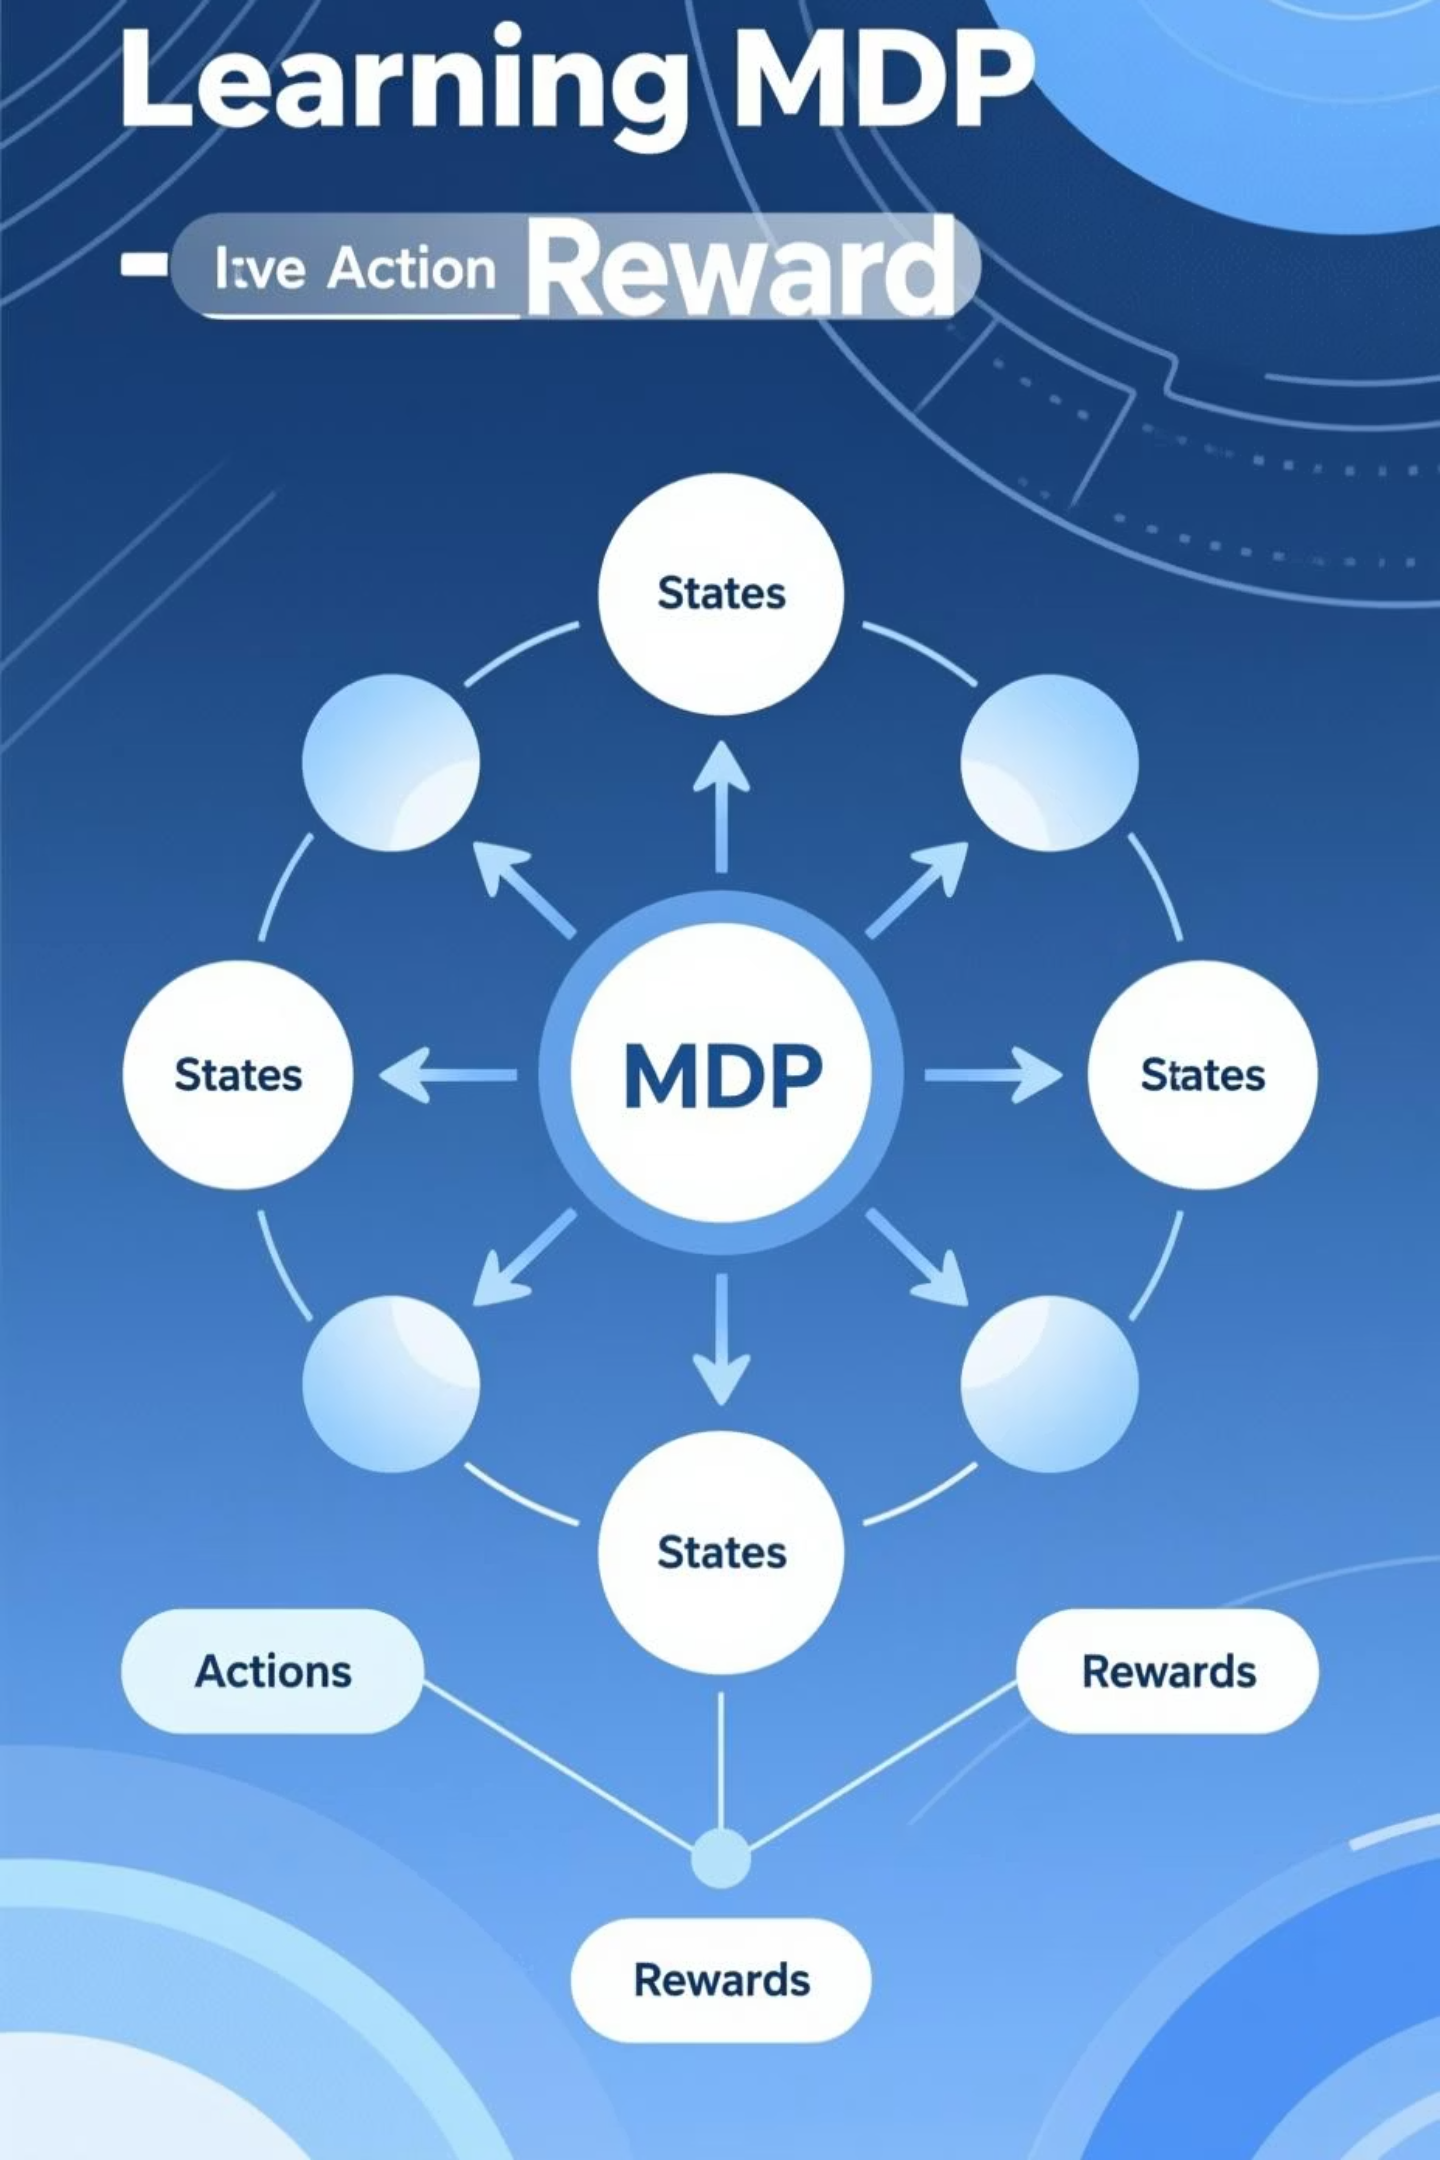 Learning MDP
Action Reward
States
States
MDP
States
States
Actions
Rewards
Rewards